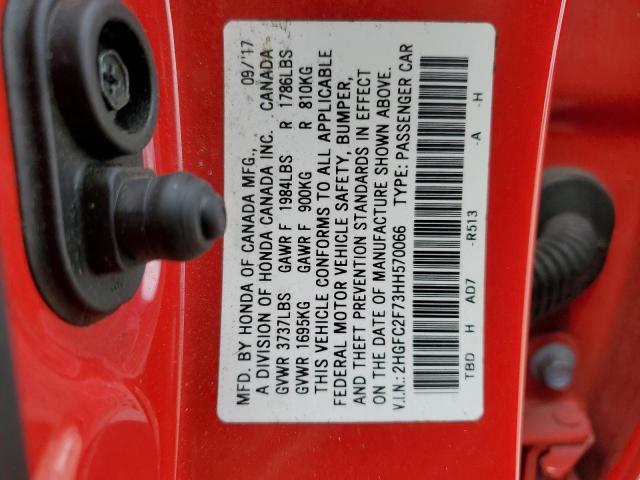 MFD. BY HONDA OF CANADA MFG., 09/'17
A DIVISION OF HONDA CANADA INC. CANADA
GVWR 3737LBS GAWR F 1984LBS R 1786LBS
GVWR 1695KG GAWR F 900KG R 810KG
THIS VEHICLE CONFORMS TO ALL APPLICABLE
FEDERAL MOTOR VEHICLE SAFETY, BUMPER,
AND THEFT PREVENTION STANDARDS IN EFFECT
ON THE DATE OF MANUFACTURE SHOWN ABOVE.
V.I.N.: 2HGFC2F73HH570066 TYPE: PASSENGER CAR
TBD H AD7 -R513 -A -H